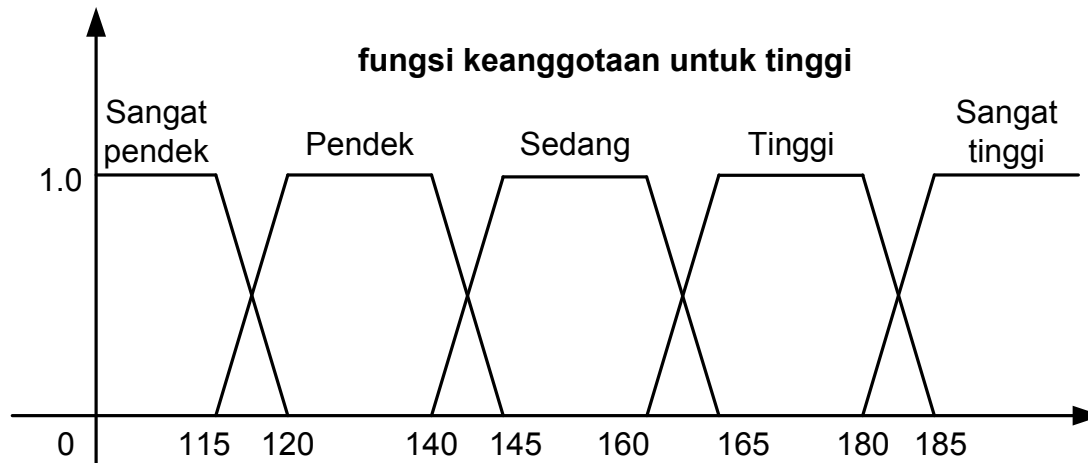 fungsi keanggotaan untuk tinggi
Sangat
pendek
Pendek
Sedang
Tinggi
Sangat
tinggi
1.0
0 115 120 140 145 160 165 180 185